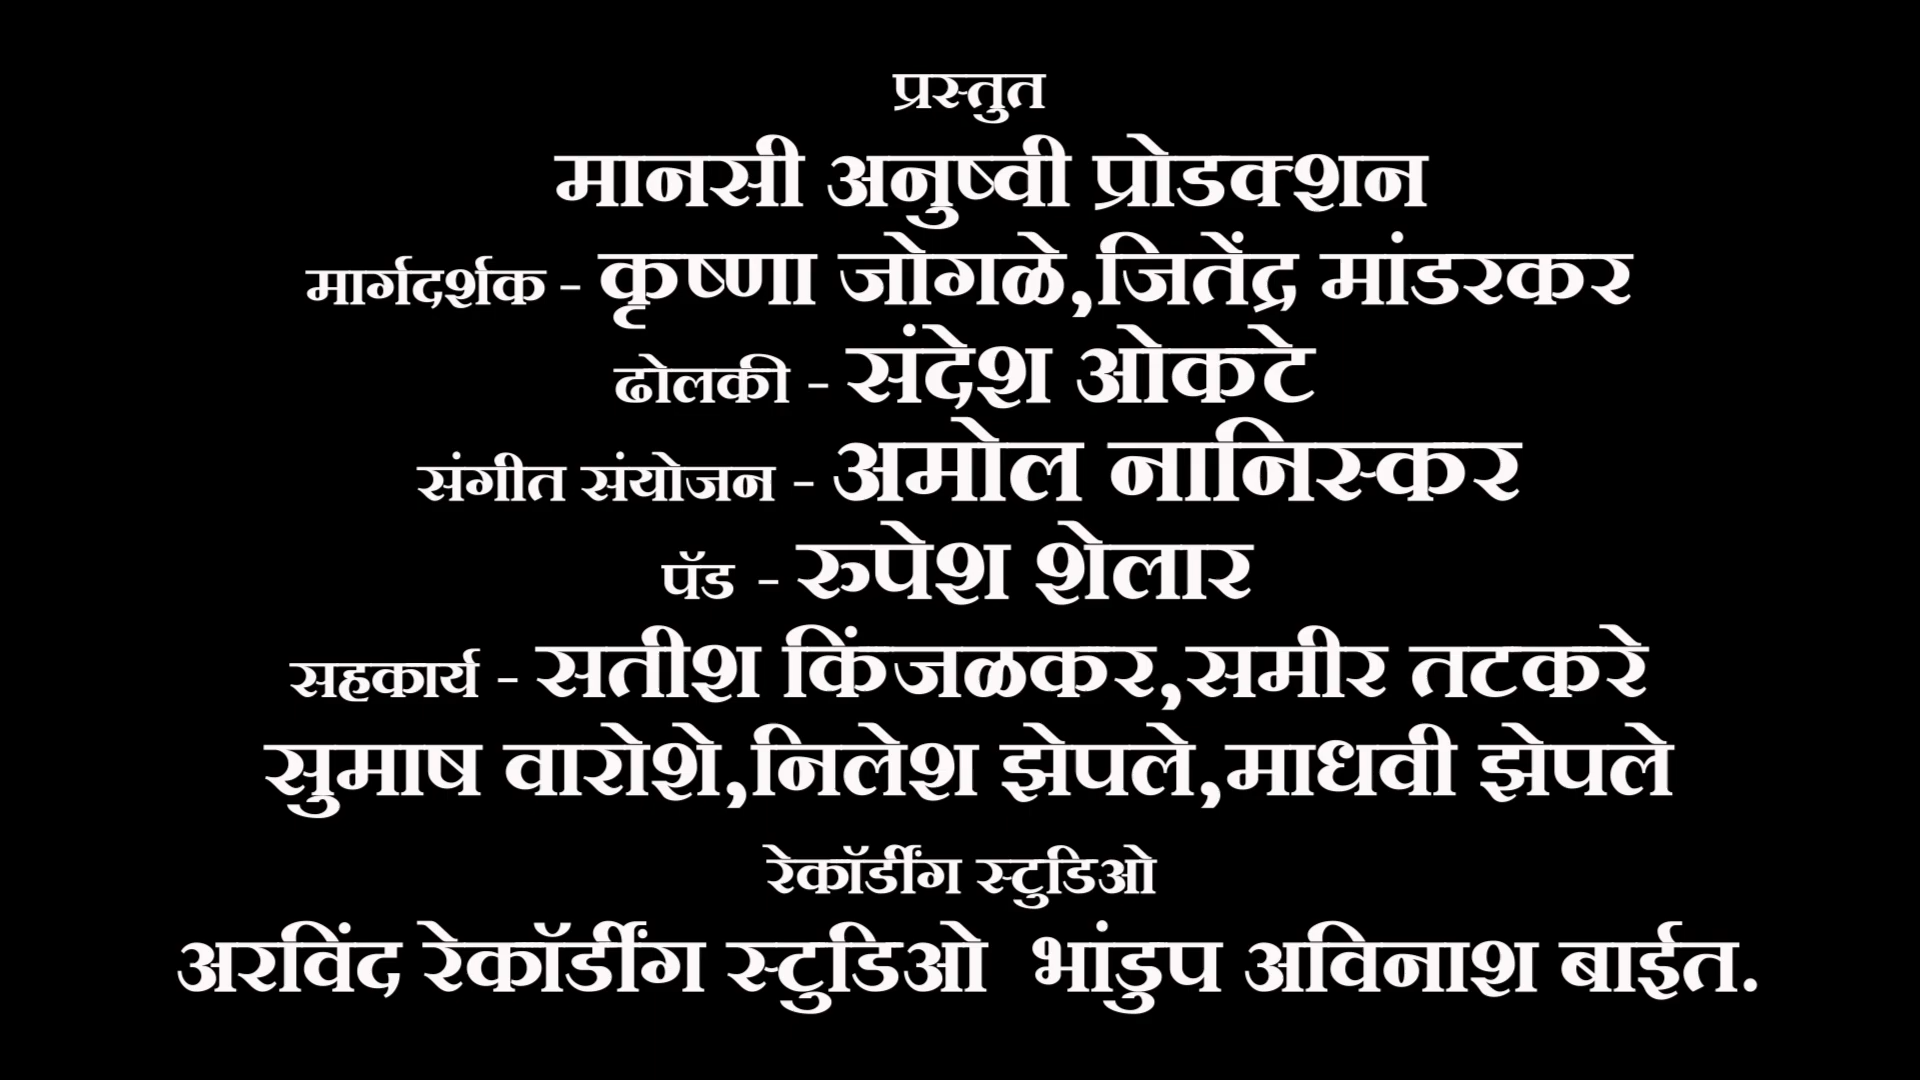 प्रस्तुत
मानसी अनुष्वी प्रोडक्शन
मार्गदर्शक - कृष्णा जोगळे,जितेंद्र मांडरकर
ढोलकी - संदेश ओकटे
संगीत संयोजन - अमोल नानिस्कर
पॅड - रुपेश शेलार
सहकार्य - सतीश किंजळकर,समीर तटकरे
सुमाष वारोशे,निलेश झेपले,माधवी झेपले
रेकॉर्डींग स्टुडिओ
अरविंद रेकॉर्डींग स्टुडिओ भांडुप अविनाश बाईत.